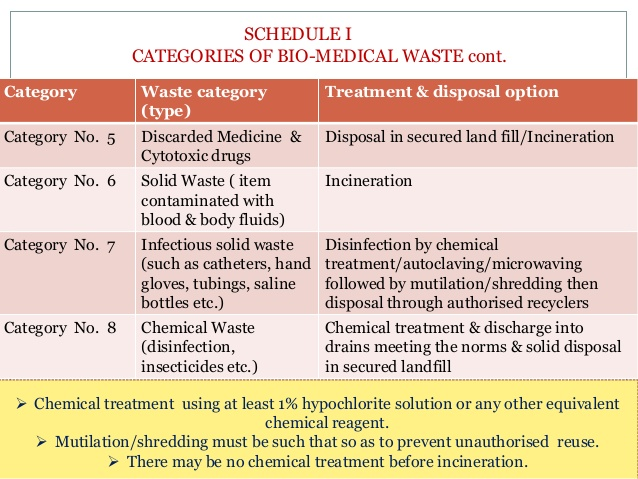 SCHEDULE I
CATEGORIES OF BIO-MEDICAL WASTE cont.
Category
Waste category
(type)
Treatment & disposal option
Category No. 5
Discarded Medicine &
Cytotoxic drugs
Disposal in secured land fill/Incineration
Category No. 6
Solid Waste ( item
contaminated with
blood & body fluids)
Incineration
Category No. 7
Infectious solid waste
(such as catheters, hand
gloves, tubings, saline
bottles etc.)
Disinfection by chemical
treatment/autoclaving/microwaving
followed by mutilation/shredding then
disposal through authorised recyclers
Category No. 8
Chemical Waste
(disinfection,
insecticides etc.)
Chemical treatment & discharge into
drains meeting the norms & solid disposal
in secured landfill
➢ Chemical treatment using at least 1% hypochlorite solution or any other equivalent
chemical reagent.
➢ Mutilation/shredding must be such that so as to prevent unauthorised reuse.
➢ There may be no chemical treatment before incineration.